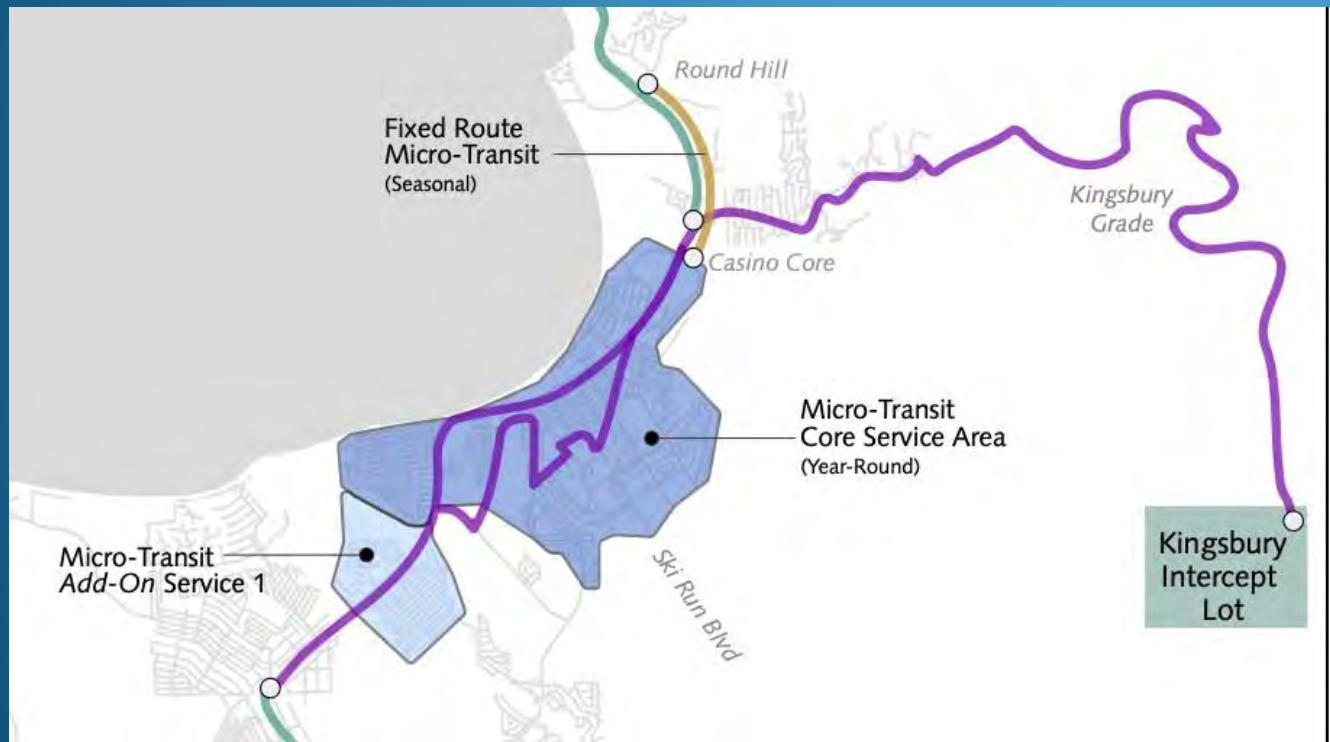 Round Hill
Fixed Route
Micro-Transit
(Seasonal)
Kingsbury
Grade
Casino Core
Micro-Transit
Core Service Area
(Year-Round)
Micro-Transit
Add-On Service 1
Ski Run Blvd
Kingsbury
Intercept
Lot